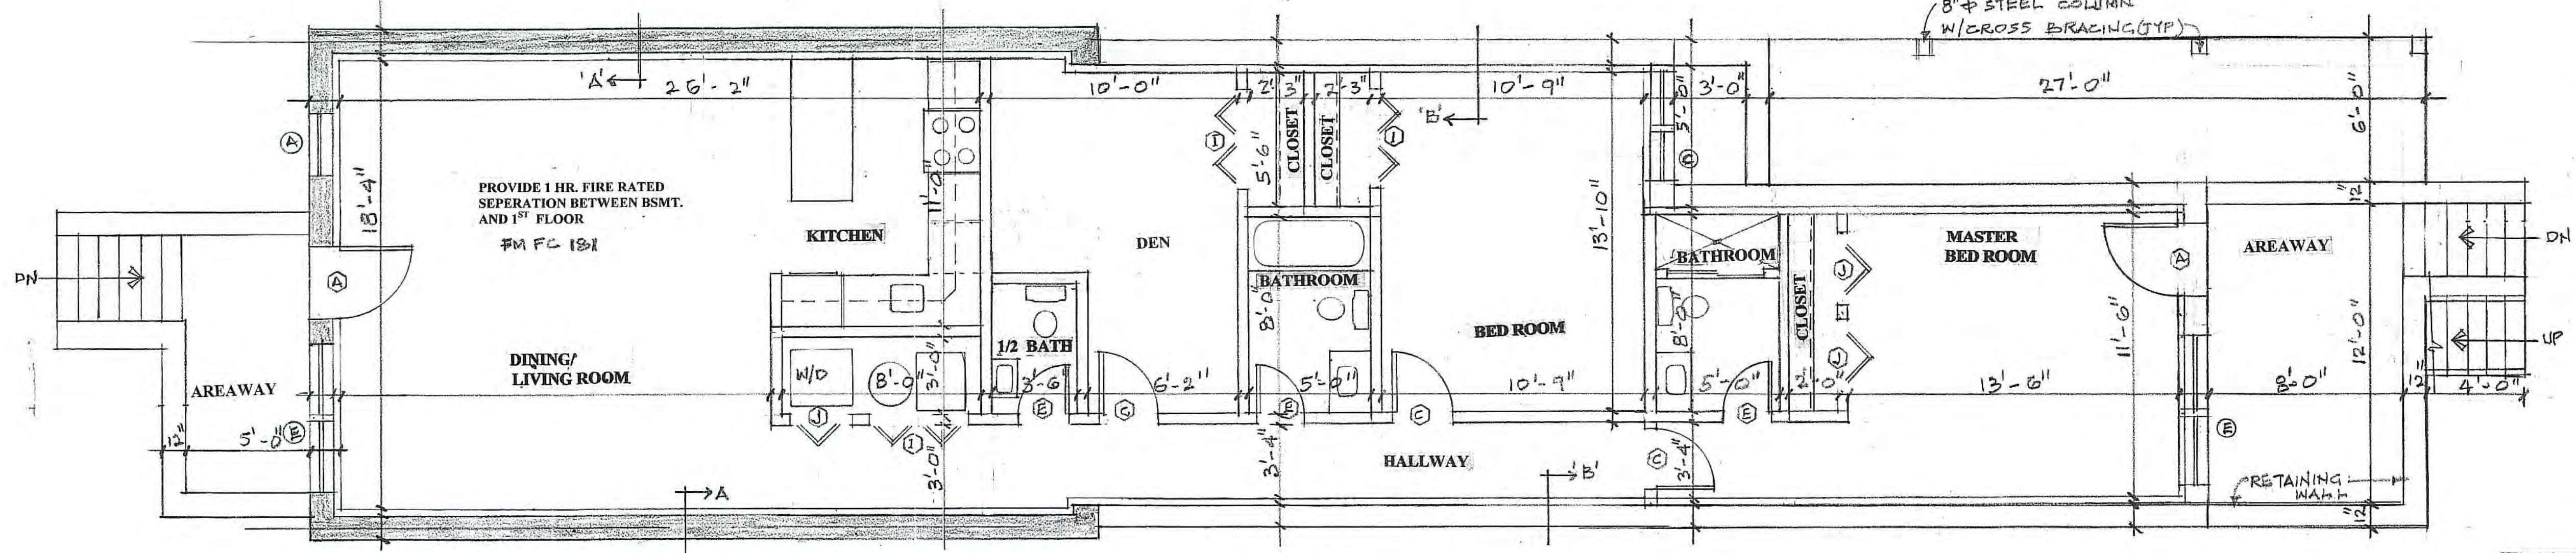 8"⌀ STEEL COLUMN
W/CROSS BRACING (TYP)
'A'
26'-2"
10'-0"
2'-3"
2'-3"
'B'
10'-9"
5'-0"
3'-0"
27'-0"
6'-0"
A
18'-4"
PROVIDE 1 HR. FIRE RATED
SEPERATION BETWEEN BSMT.
AND 1ST FLOOR
FM FC 181
11'-0"
KITCHEN
DEN
I
5'-6"
CLOSET
CLOSET
I
13'-10"
C
12"
BATHROOM
MASTER
BED ROOM
AREAWAY
DN
DN
A
BATHROOM
8'-0"
BED ROOM
8'-0"
CLOSET
J
J
11'-6"
A
12'-0"
UP
1/2 BATH
DINING/
LIVING ROOM
W/D
8'-0"
3'-0"
3'-6"
6'-2"
5'-0"
10'-9"
5'-0"
2'-0"
13'-6"
8'-0"
12"
4'-0"
AREAWAY
12"
5'-0"
E
J
I
E
C
E
C
E
E
3'-0"
3'-4"
HALLWAY
C
3'-4"
A
'B'
RETAINING
WALL
12"